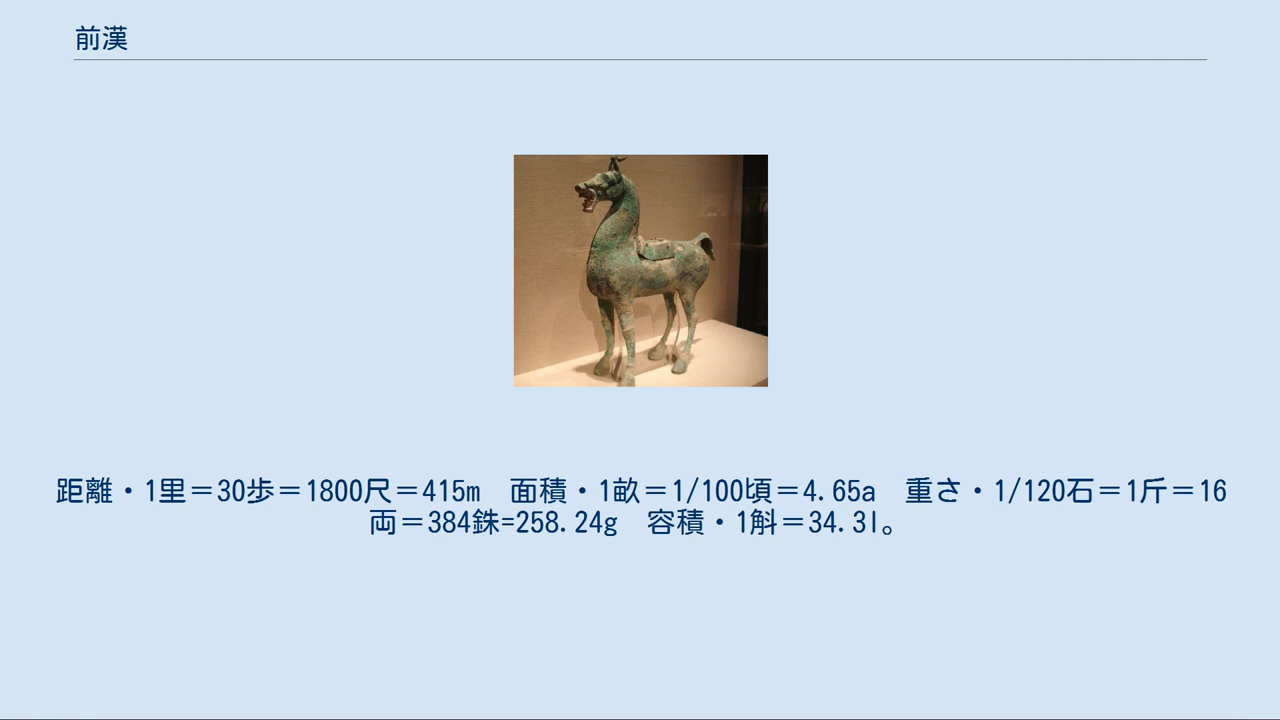 前漢
距離・1里＝30歩＝1800尺＝415m　面積・1畝＝1/100頃＝4.65a　重さ・1/120石＝1斤＝16
両＝384銖=258.24g　容積・1斛＝34.3l。